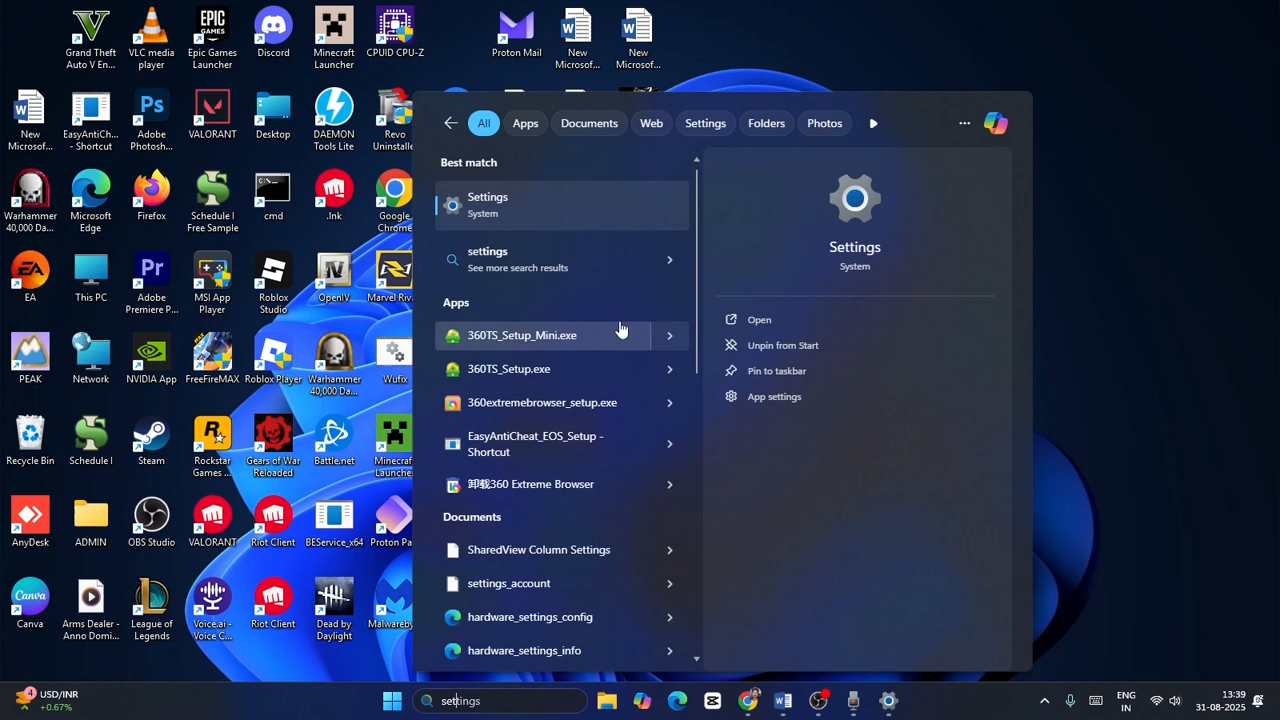 Grand Theft
Auto V En...
VLC media
player
Epic Games
Launcher
Discord
Minecraft
Launcher
CPUID CPU-Z
Proton Mail
New
Microsof...
New
Microsof...
New
Microsof...
EasyAntiCh...
- Shortcut
Adobe
Photosh...
VALORANT
Desktop
DAEMON
Tools Lite
Revo
Uninstalle
Warhammer
40,000 Da...
Microsoft
Edge
Firefox
Schedule I
Free Sample
cmd
.lnk
Google
Chrome
EA
This PC
Adobe
Premiere P...
MSI App
Player
Roblox
Studio
OpenIV
Marvel Riv
PEAK
Network
NVIDIA App
FreeFireMAX
Roblox Player
Warhammer
40,000 Da...
Wufix
Recycle Bin
Schedule I
Steam
Rockstar
Games ...
Gears of War
Reloaded
Battle.net
Minecraf
Launche
AnyDesk
ADMIN
OBS Studio
VALORANT
Riot Client
BEService_x64
Proton Pa
Canva
Arms Dealer -
Anno Domi...
League of
Legends
Voice.ai -
Voice C...
Riot Client
Dead by
Daylight
Malwareby
All
Apps
Documents
Web
Settings
Folders
Photos
Best match
Settings
System
settings
See more search results
Apps
360TS_Setup_Mini.exe
360TS_Setup.exe
360extremebrowser_setup.exe
EasyAntiCheat_EOS_Setup -
Shortcut
卸载360 Extreme Browser
Documents
SharedView Column Settings
settings_account
hardware_settings_config
hardware_settings_info
Settings
System
Open
Unpin from Start
Pin to taskbar
App settings
4
USD/INR
+0.67%
settings
ENG
IN
13:39
31-08-2025